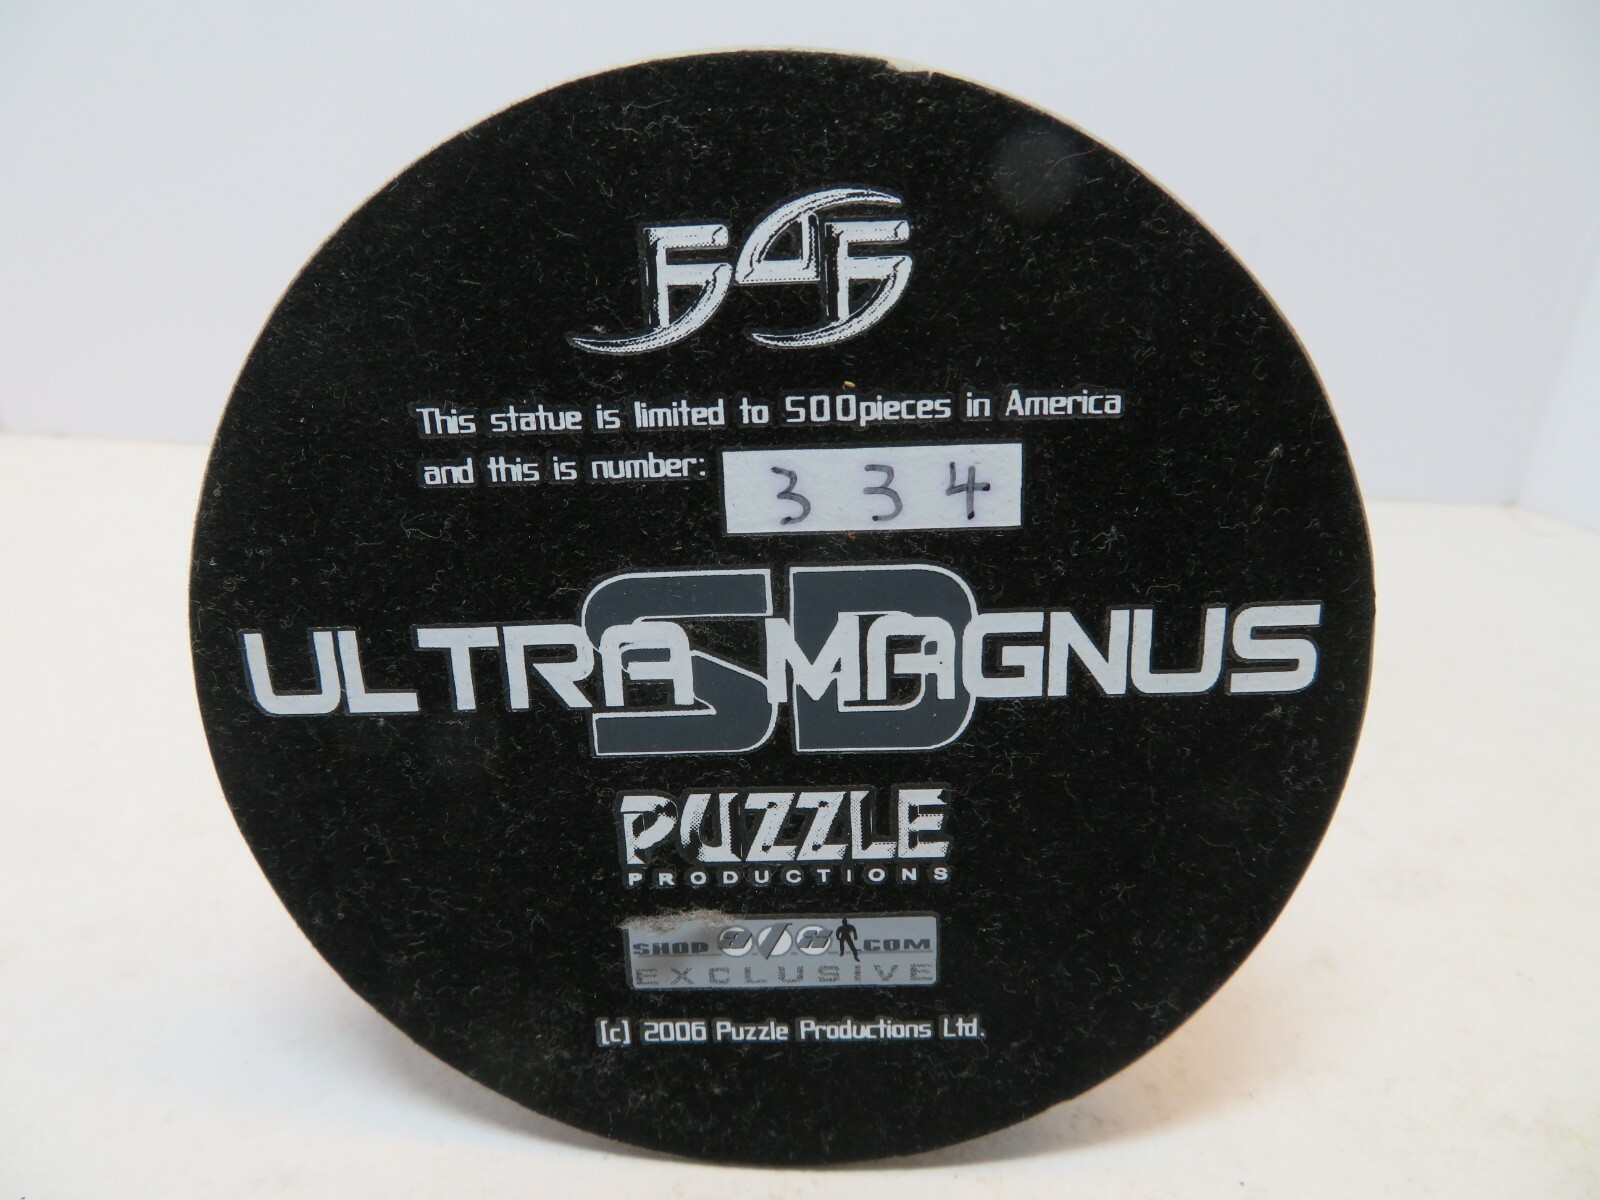 F4F
This statue is limited to 500pieces in America
and this is number: 334
SD
ULTRA MAGNUS
PUZZLE
PRODUCTIONS
SHOP .COM
EXCLUSIVE
[c] 2006 Puzzle Productions Ltd.